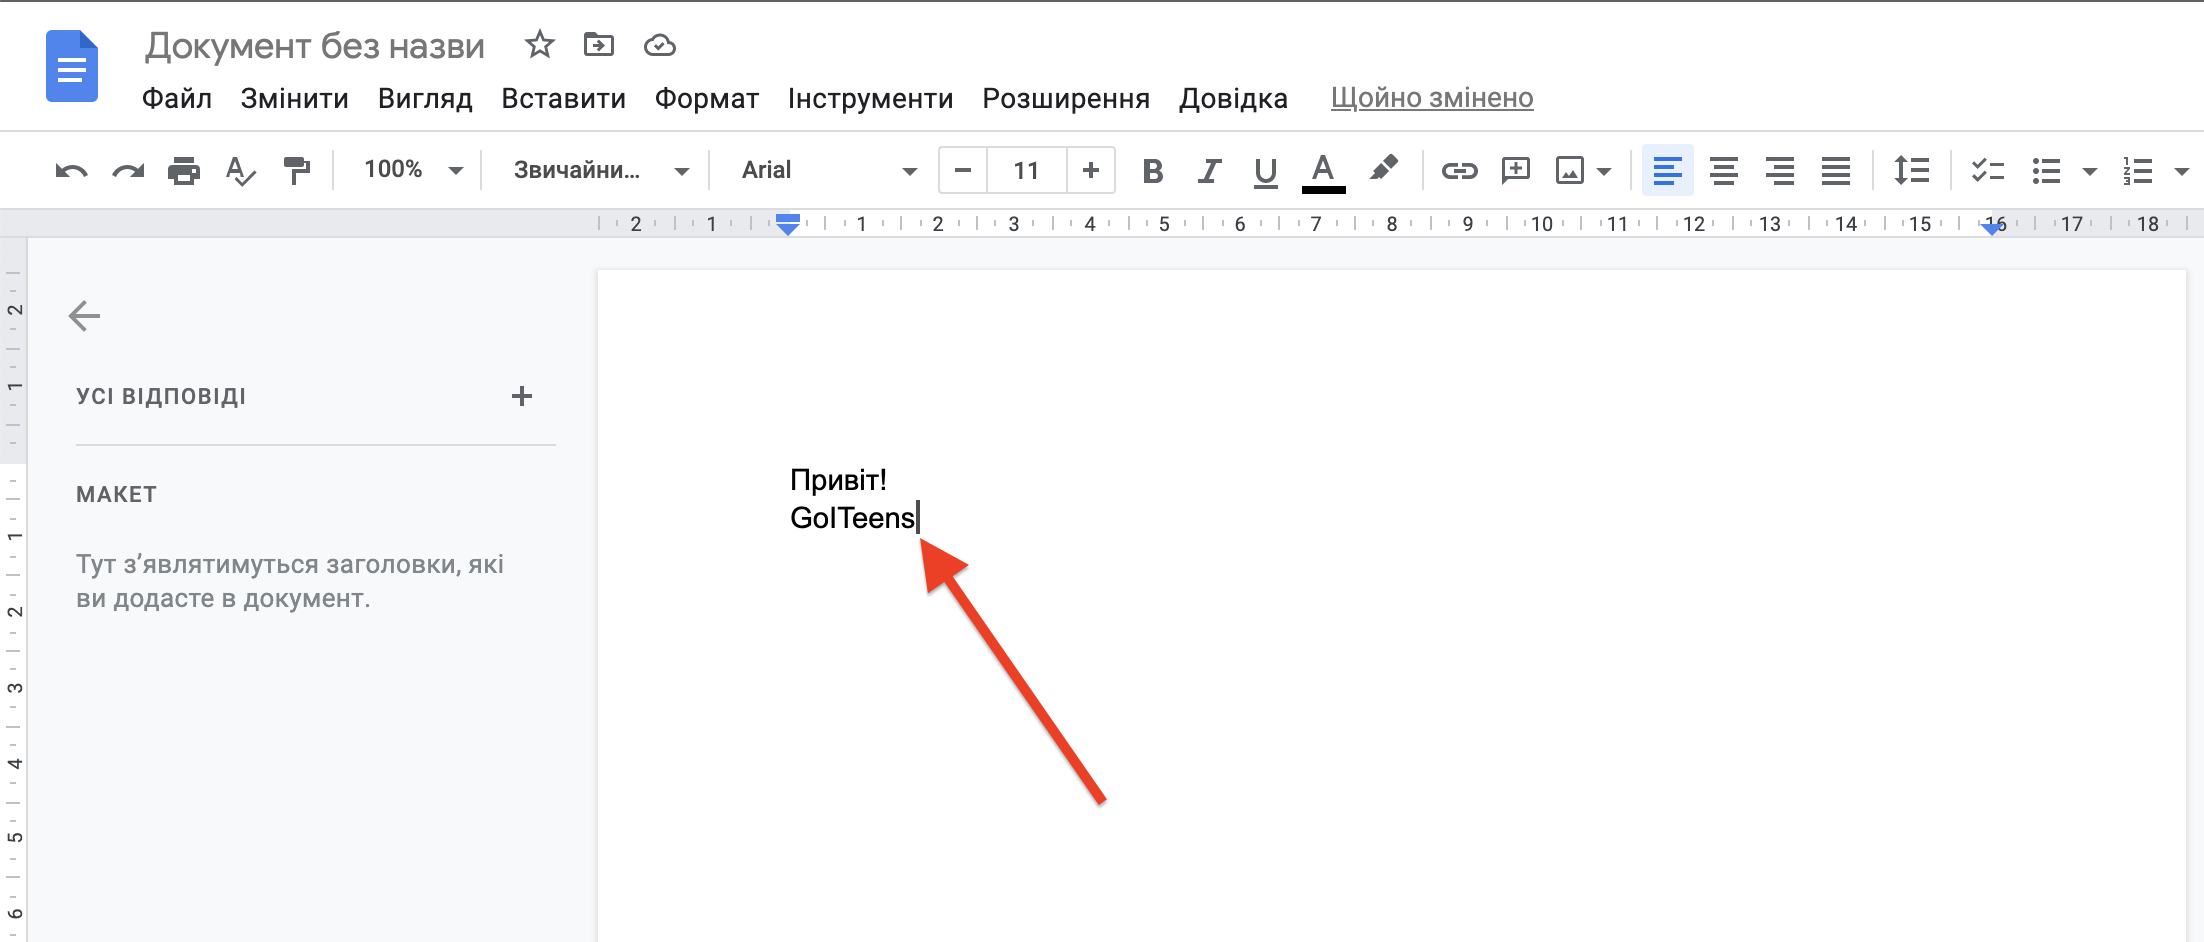 Документ без назви
Файл Змінити Вигляд Вставити Формат Інструменти Розширення Довідка Щойно змінено
100% Звичайни... Arial − 11 + B I U A
2 1 1 2 3 4 5 6 7 8 9 10 11 12 13 14 15 16 17 18
2
1
1
2
3
4
5
6
УСІ ВІДПОВІДІ +
МАКЕТ
Тут з’являтимуться заголовки, які
ви додасте в документ.
Привіт!
GoITeens